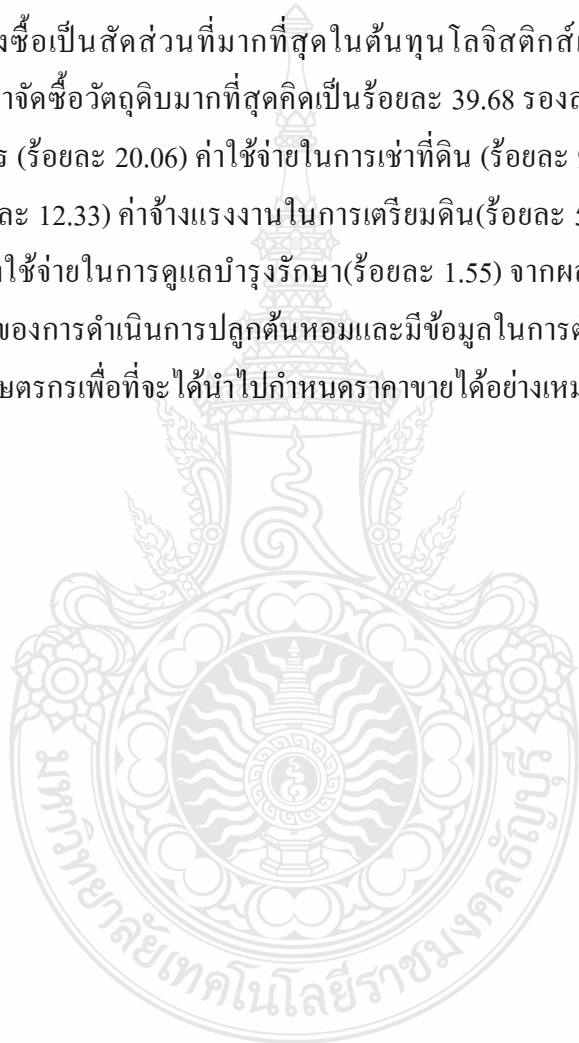 งซื้อเป็นสัดส่วนที่มากที่สุดในต้นทุนโลจิสติกส์
าจัดซื้อวัตถุดิบมากที่สุดคิดเป็นร้อยละ 39.68 รองล
ร (ร้อยละ 20.06) ค่าใช้จ่ายในการเช่าที่ดิน (ร้อยละ
ละ 12.33) ค่าจ้างแรงงานในการเตรียมดิน(ร้อยละ
าใช้จ่ายในการดูแลบำรุงรักษา(ร้อยละ 1.55) จากผล
ของการดำเนินการปลูกต้นหอมและมีข้อมูลในการต
ษตรกรเพื่อที่จะได้นำไปกำหนดราคาขายได้อย่างเหม
มหาวิทยาลัยเทคโนโลยีราชมงคลธัญบุรี